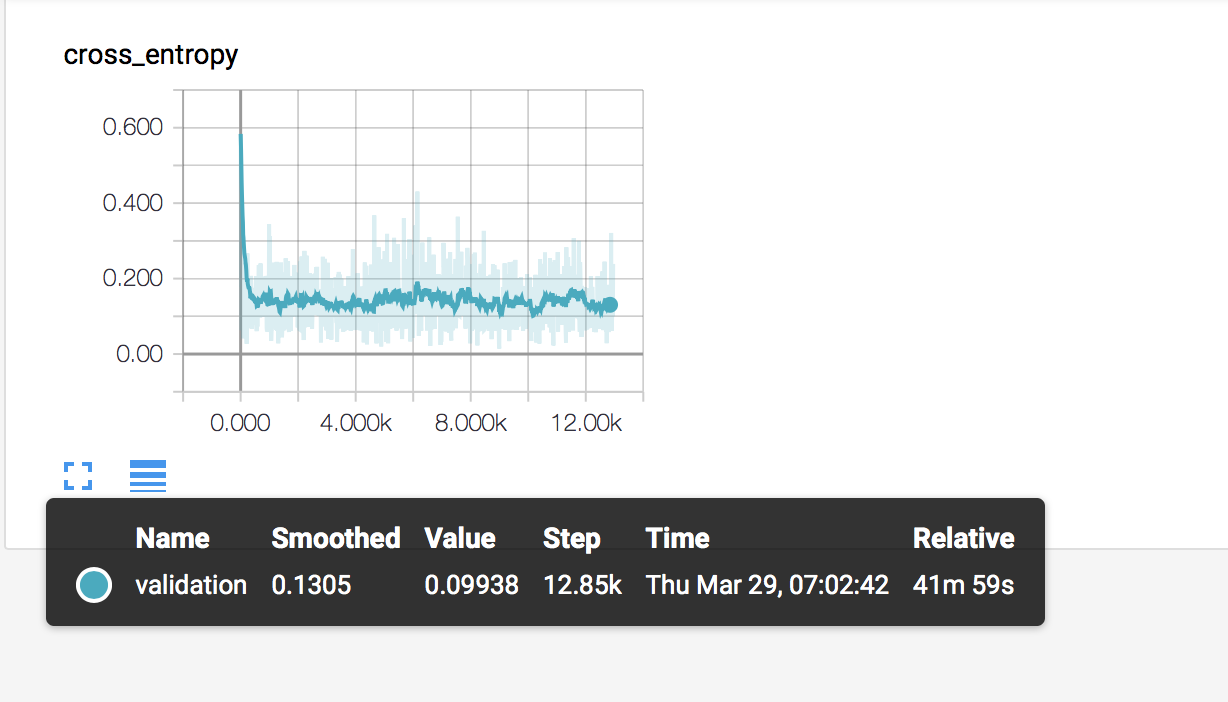 cross_entropy
0.600
0.400
0.200
0.00
0.000 4.000k 8.000k 12.00k
Name Smoothed Value Step Time Relative
validation 0.1305 0.09938 12.85k Thu Mar 29, 07:02:42 41m 59s